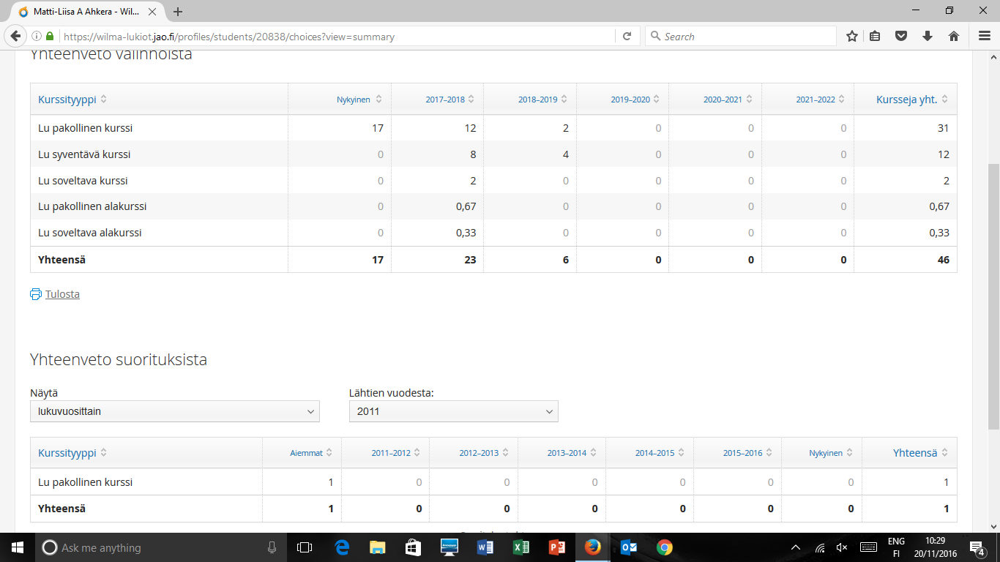 Matti-Liisa A Ahkera - Wil...
https://wilma-lukiot.jao.fi/profiles/students/20838/choices?view=summary
Search
Yhteenveto valinnoista
Kurssityyppi Nykyinen 2017–2018 2018–2019 2019–2020 2020–2021 2021–2022 Kursseja yht.
Lu pakollinen kurssi 17 12 2 0 0 0 31
Lu syventävä kurssi 0 8 4 0 0 0 12
Lu soveltava kurssi 0 2 0 0 0 0 2
Lu pakollinen alakurssi 0 0,67 0 0 0 0 0,67
Lu soveltava alakurssi 0 0,33 0 0 0 0 0,33
Yhteensä 17 23 6 0 0 0 46
Tulosta
Yhteenveto suorituksista
Näytä Lähtien vuodesta:
lukuvuosittain 2011
Kurssityyppi Aiemmat 2011–2012 2012–2013 2013–2014 2014–2015 2015–2016 Nykyinen Yhteensä
Lu pakollinen kurssi 1 0 0 0 0 0 0 1
Yhteensä 1 0 0 0 0 0 0 1
Ask me anything
ENG 10:29
FI 20/11/2016 4